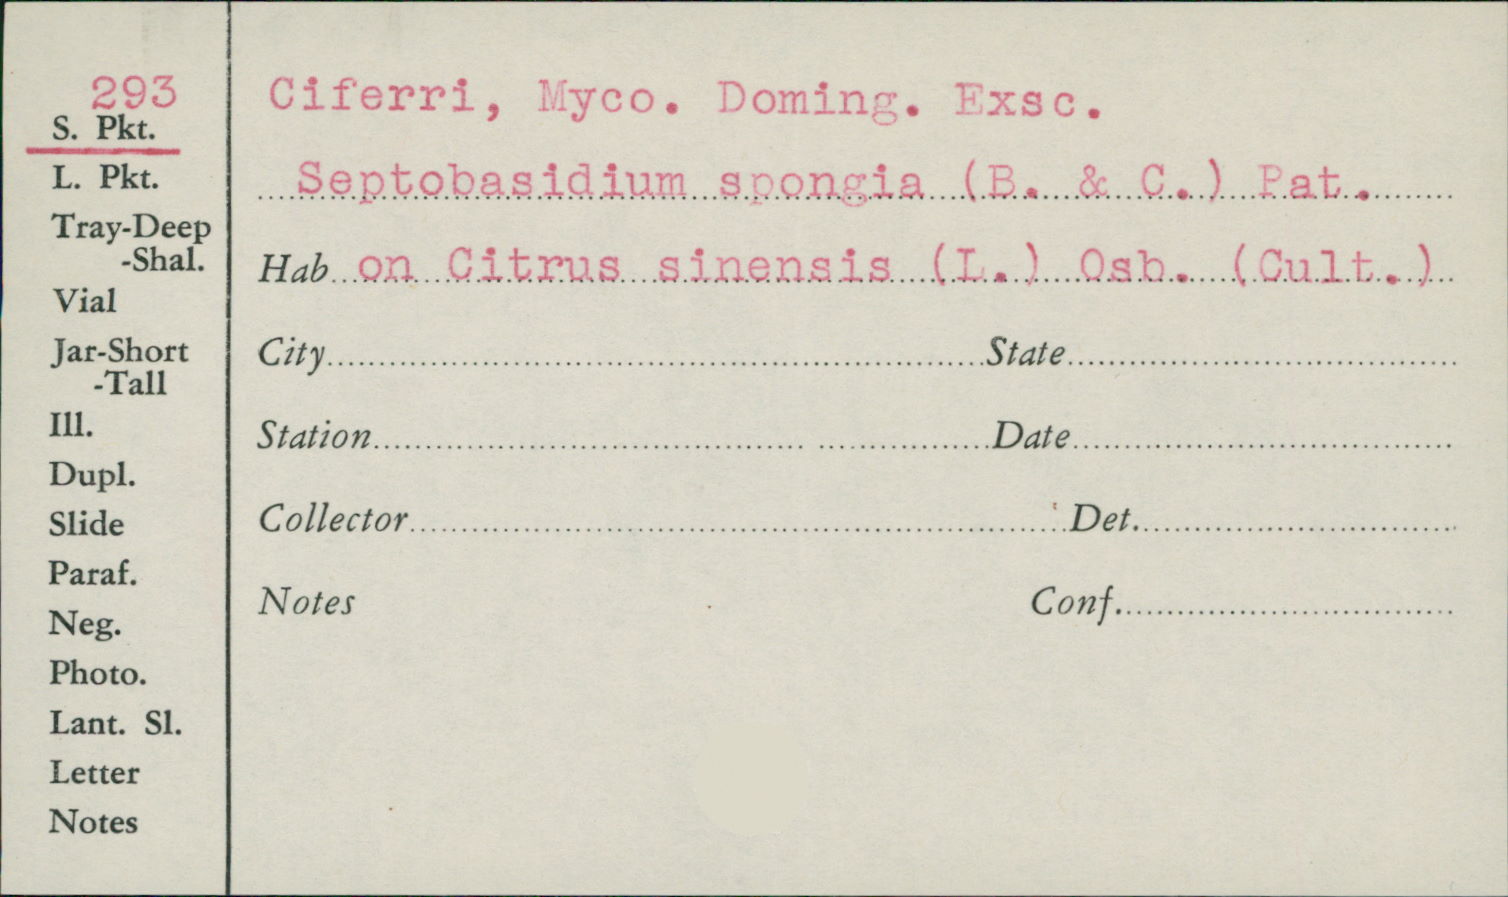 293
S. Pkt.
L. Pkt.
Tray-Deep
-Shal.
Vial
Jar-Short
-Tall
Ill.
Dupl.
Slide
Paraf.
Neg.
Photo.
Lant. Sl.
Letter
Notes
Ciferri, Myco. Doming. Exsc.
Septobasidium spongia (B. & C.) Pat.
Hab on Citrus sinensis (L.) Osb. (Cult.)
City State
Station Date
Collector Det.
Notes Conf.